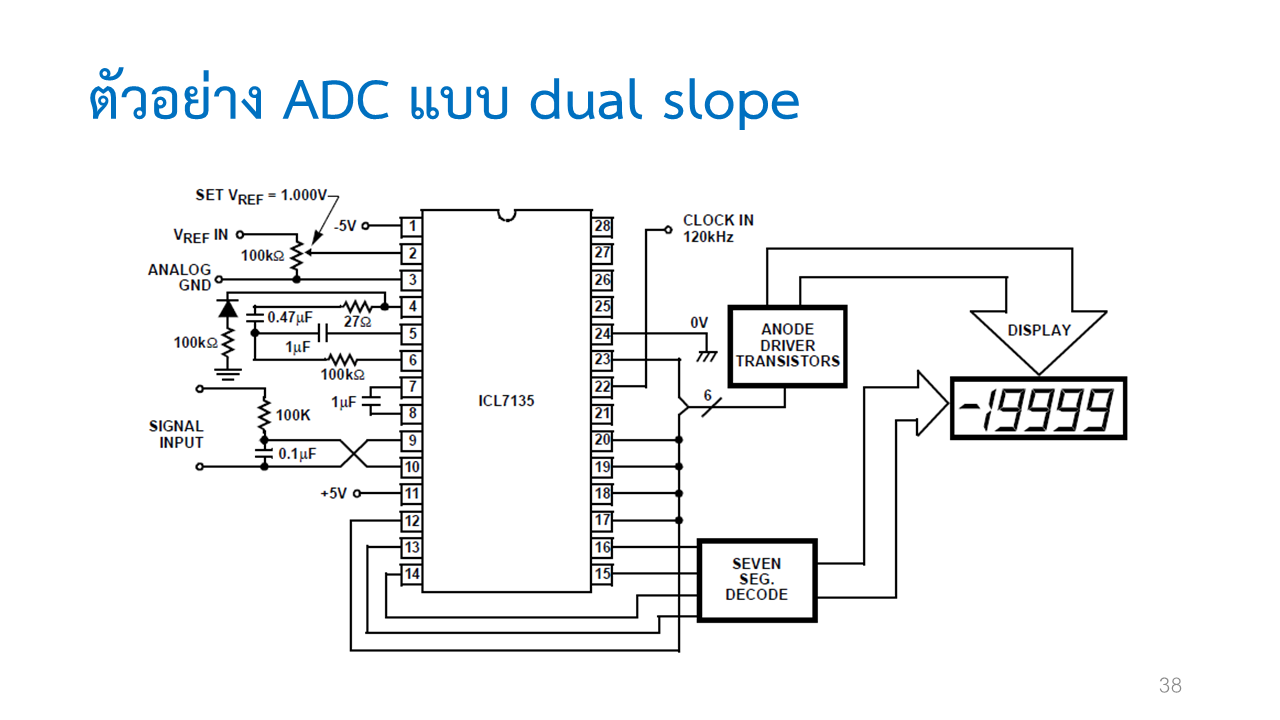 ตัวอย่าง ADC แบบ dual slope
SET VREF = 1.000V
-5V
VREF IN
100kΩ
ANALOG
GND
0.47μF
27Ω
100kΩ
1μF
100kΩ
1μF
SIGNAL
INPUT
100K
0.1μF
+5V
1
2
3
4
5
6
7
8
9
10
11
12
13
14
ICL7135
28
27
26
25
24
23
22
21
20
19
18
17
16
15
CLOCK IN
120kHz
0V
6
ANODE
DRIVER
TRANSISTORS
DISPLAY
-19999
SEVEN
SEG.
DECODE
38